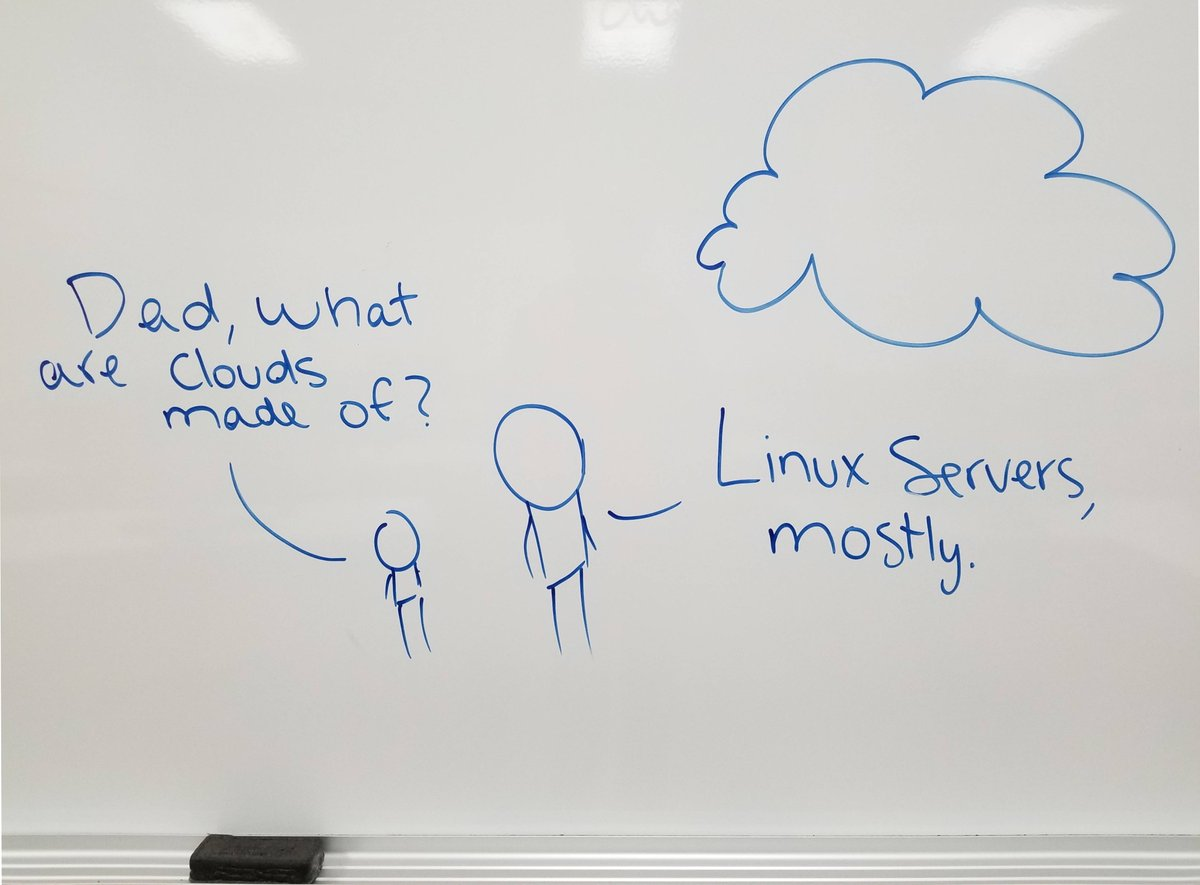 Dad, what
are clouds
made of?
Linux Servers,
mostly.